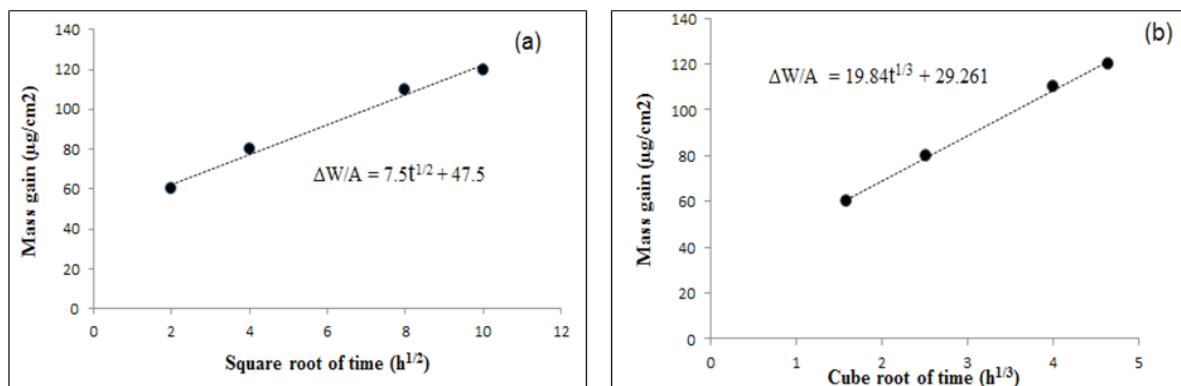 (a)
140
120
100
80
60
40
20
0
Mass gain (µg/cm2)
ΔW/A = 7.5t^1/2 + 47.5
0 2 4 6 8 10 12
Square root of time (h^1/2)
(b)
140
120
100
80
60
40
20
0
Mass gain (µg/cm2)
ΔW/A = 19.84t^1/3 + 29.261
0 1 2 3 4 5
Cube root of time (h^1/3)